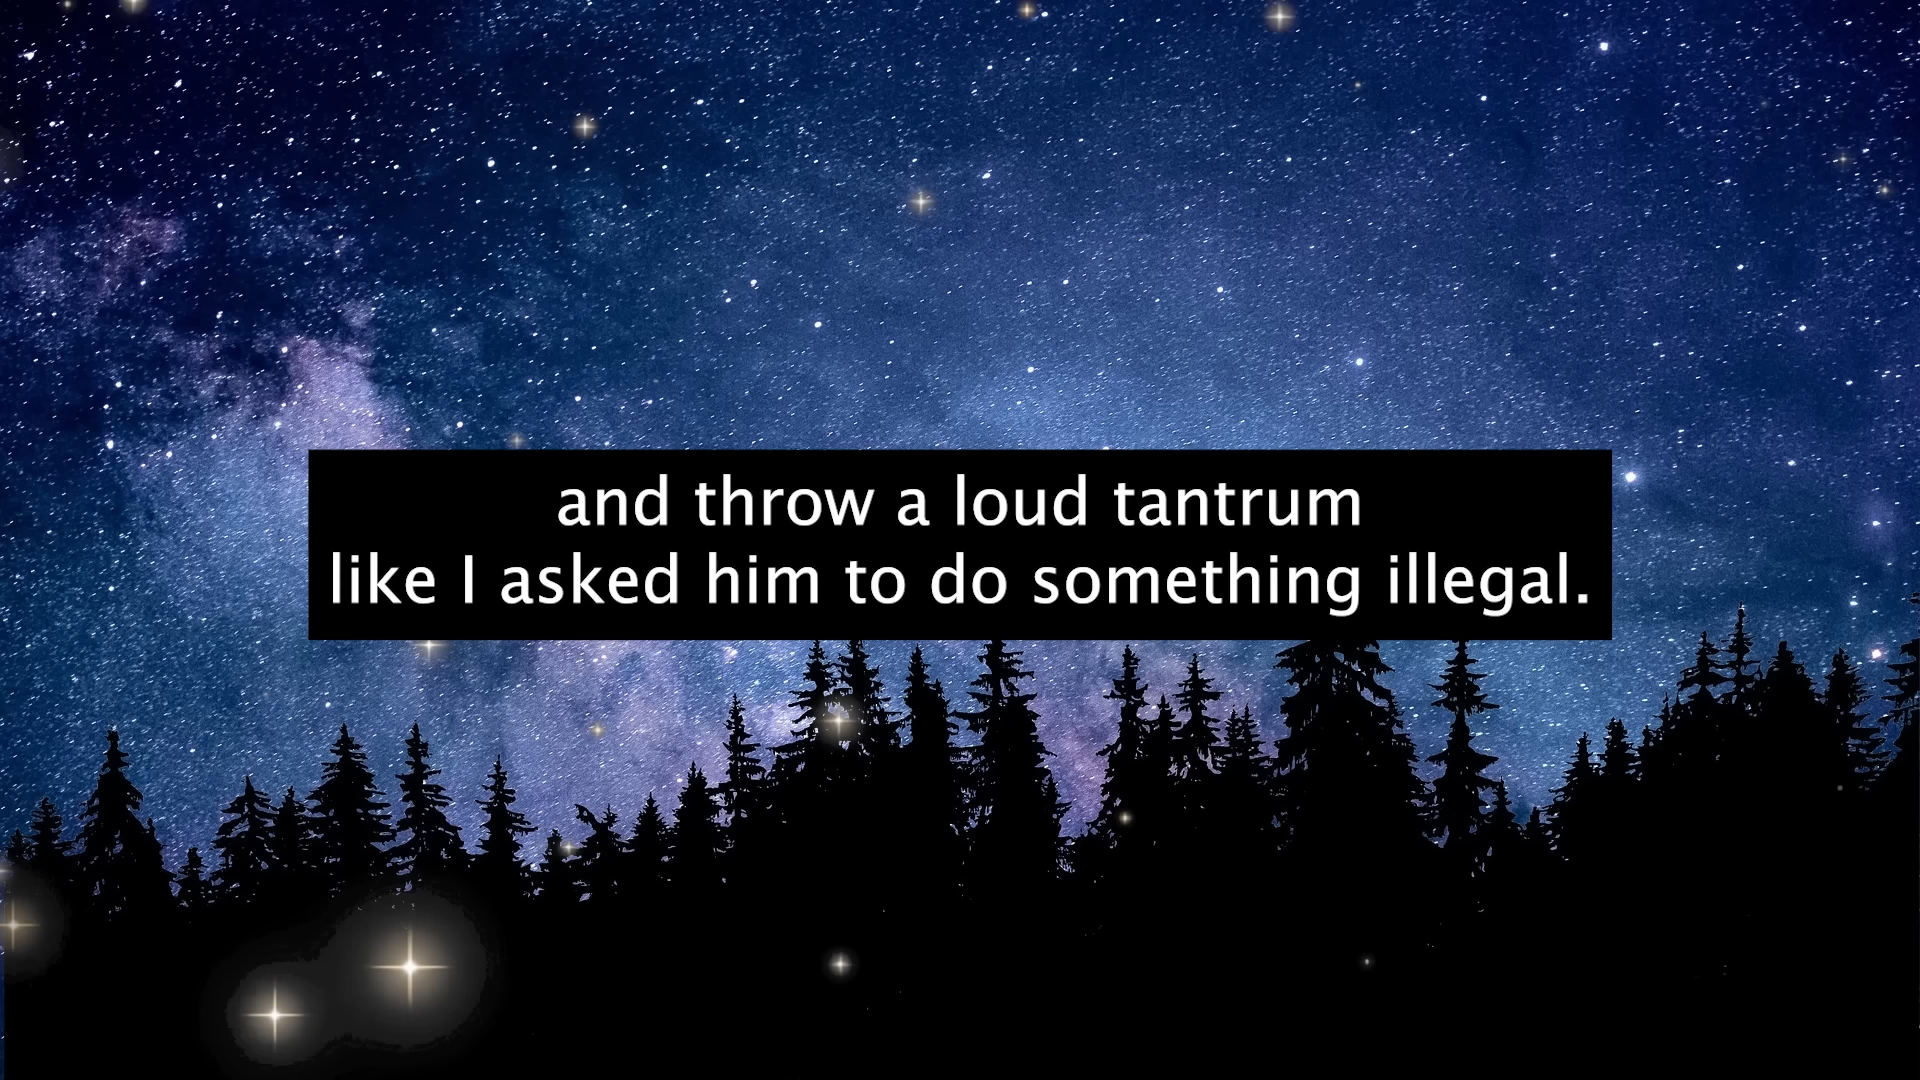 and throw a loud tantrum
like I asked him to do something illegal.